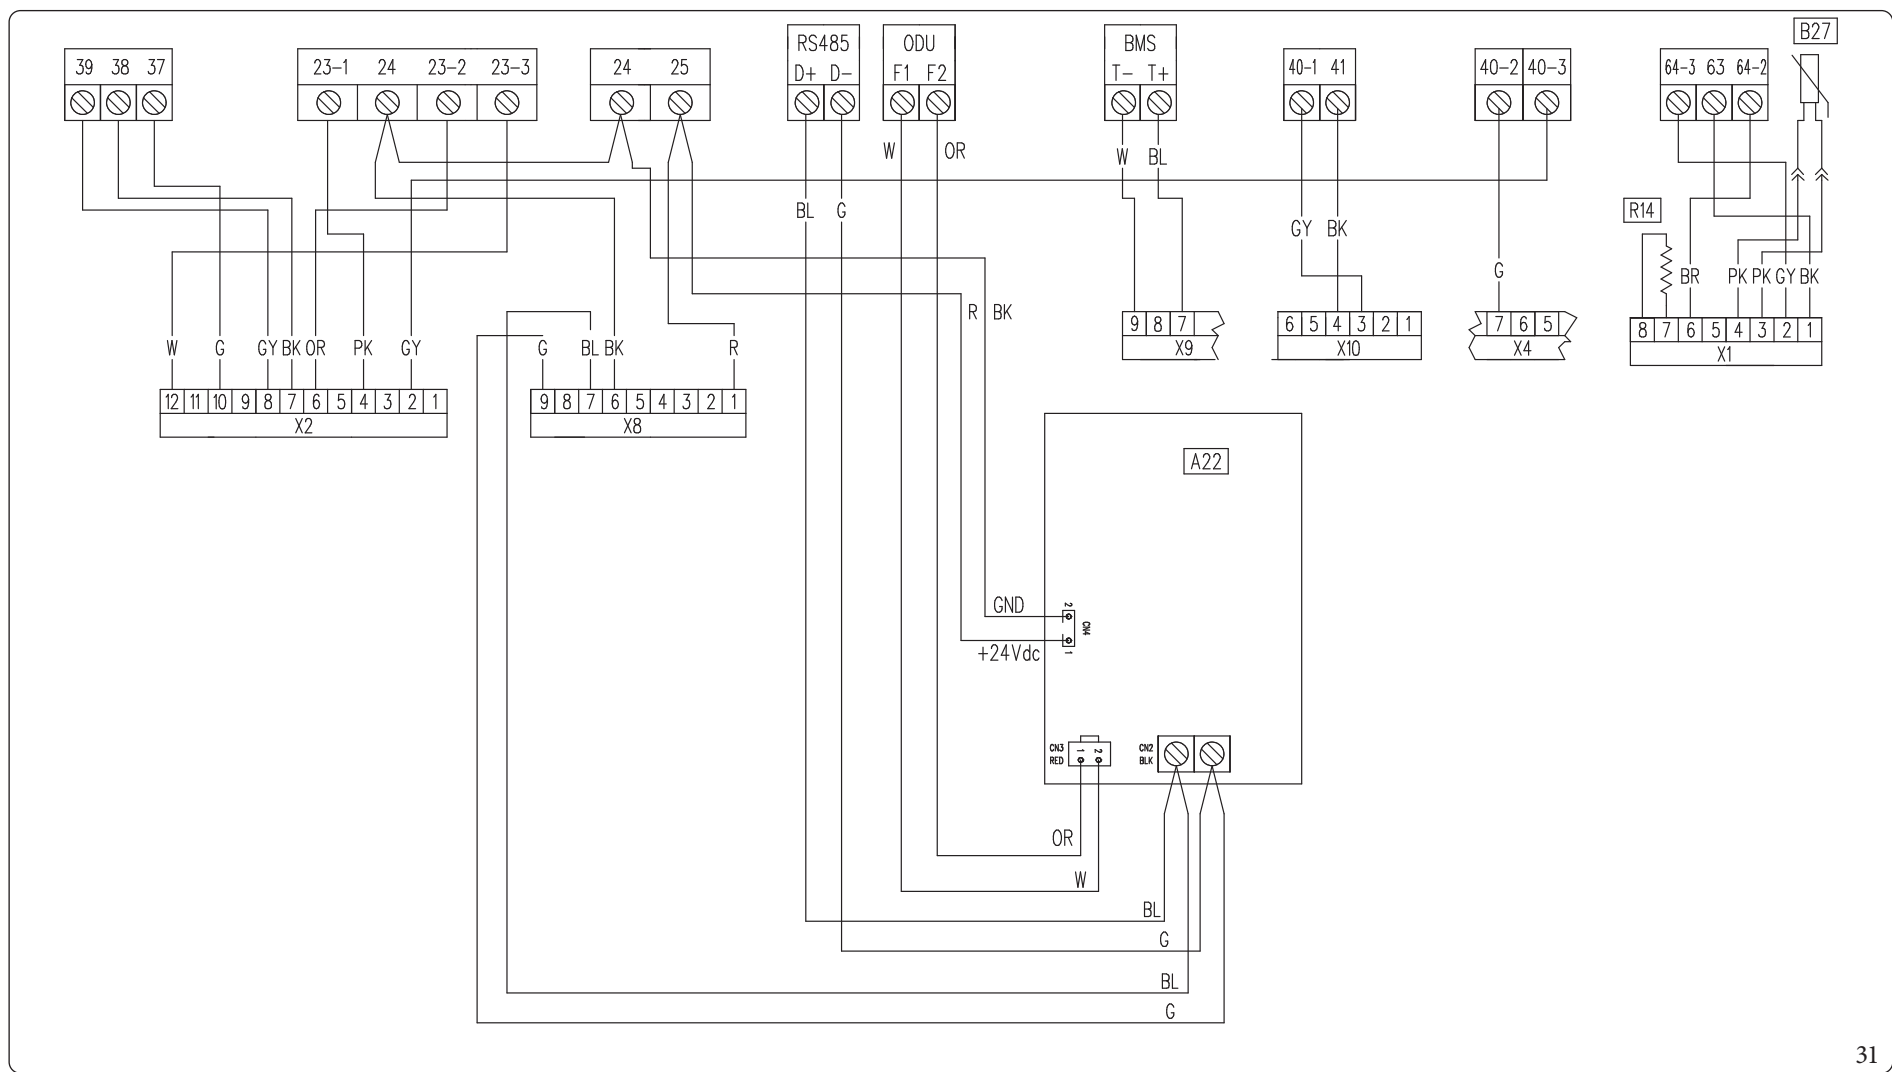 B27
RS485 ODU BMS
39 38 37 23-1 24 23-2 23-3 24 25 D+ D- F1 F2 T- T+ 40-1 41 40-2 40-3 64-3 63 64-2
W OR W BL
BL G R14
GY BK
G BR PK PK GY BK
R BK
9 8 7 6 5 4 3 2 1 7 6 5 8 7 6 5 4 3 2 1
X9 X10 X4 X1
W G GY BK OR PK GY G BL BK R
12 11 10 9 8 7 6 5 4 3 2 1 9 8 7 6 5 4 3 2 1
X2 X8
A22
GND 2
CN4
+24Vdc 1
CN3 1 2 CN2
RED BLK
OR
W
BL
G
BL
G
31